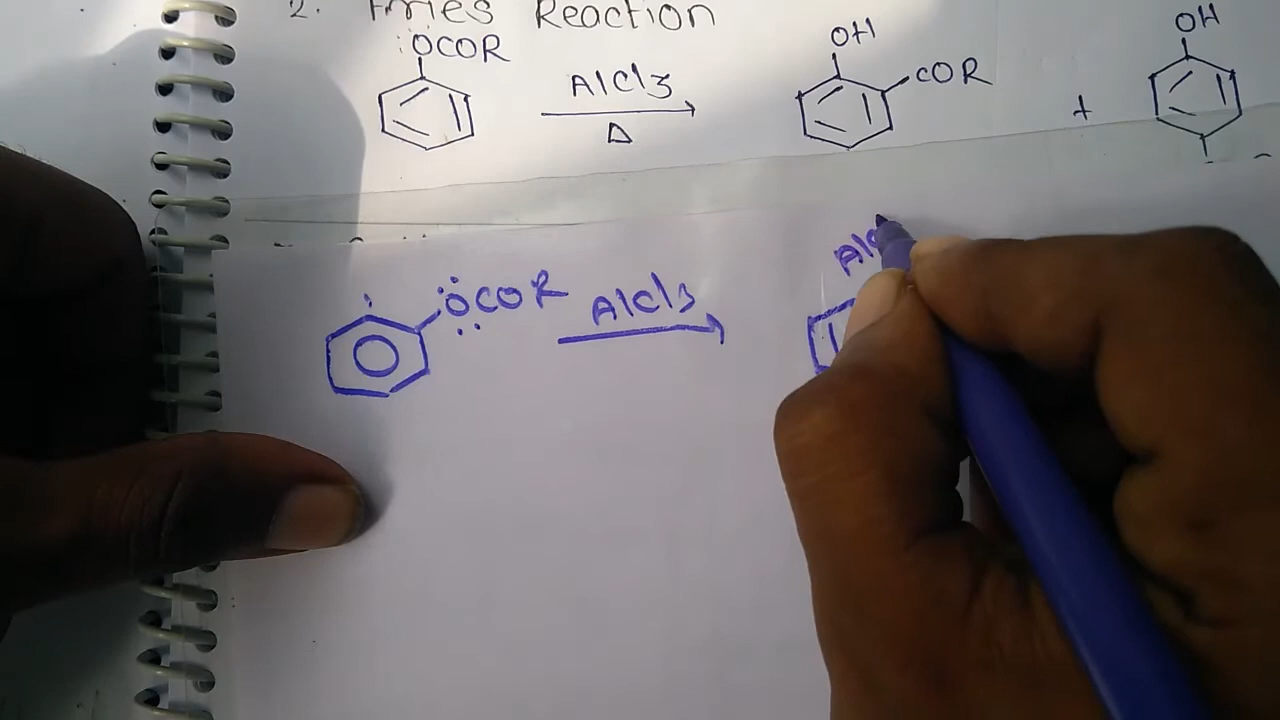 2. Fries Reaction
OCOR AlCl3 Δ OH COR + OH
OCOR AlCl3